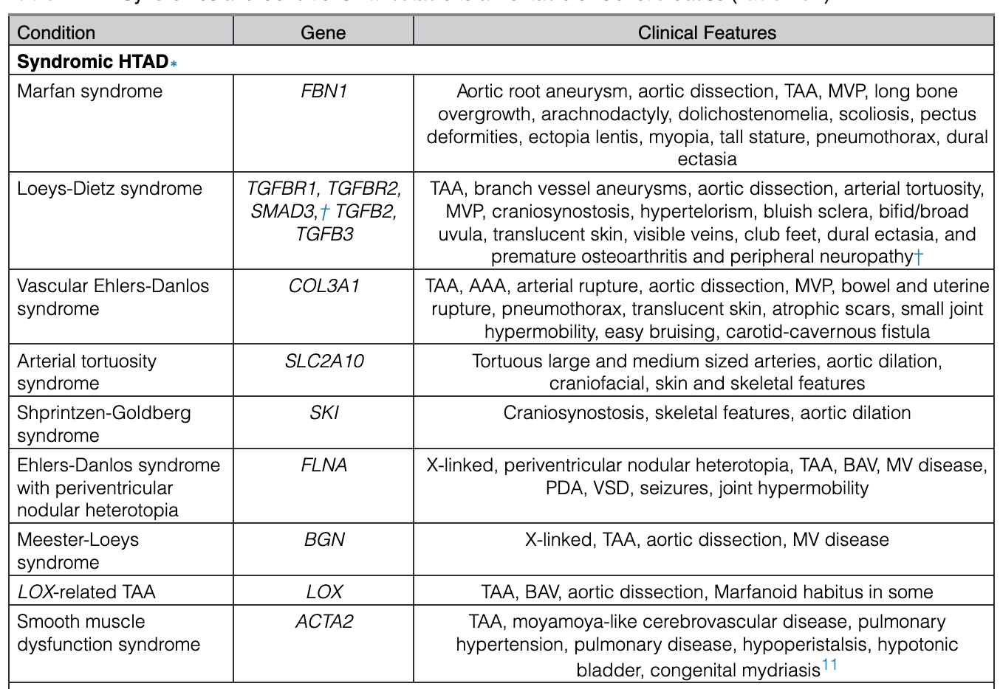 Condition Gene Clinical Features
Syndromic HTAD*
Marfan syndrome FBN1 Aortic root aneurysm, aortic dissection, TAA, MVP, long bone
overgrowth, arachnodactyly, dolichostenomelia, scoliosis, pectus
deformities, ectopia lentis, myopia, tall stature, pneumothorax, dural
ectasia
Loeys-Dietz syndrome TGFBR1, TGFBR2, TAA, branch vessel aneurysms, aortic dissection, arterial tortuosity,
SMAD3,† TGFB2, MVP, craniosynostosis, hypertelorism, bluish sclera, bifid/broad
TGFB3 uvula, translucent skin, visible veins, club feet, dural ectasia, and
premature osteoarthritis and peripheral neuropathy†
Vascular Ehlers-Danlos COL3A1 TAA, AAA, arterial rupture, aortic dissection, MVP, bowel and uterine
syndrome rupture, pneumothorax, translucent skin, atrophic scars, small joint
hypermobility, easy bruising, carotid-cavernous fistula
Arterial tortuosity SLC2A10 Tortuous large and medium sized arteries, aortic dilation,
syndrome craniofacial, skin and skeletal features
Shprintzen-Goldberg SKI Craniosynostosis, skeletal features, aortic dilation
syndrome
Ehlers-Danlos syndrome FLNA X-linked, periventricular nodular heterotopia, TAA, BAV, MV disease,
with periventricular PDA, VSD, seizures, joint hypermobility
nodular heterotopia
Meester-Loeys BGN X-linked, TAA, aortic dissection, MV disease
syndrome
LOX-related TAA LOX TAA, BAV, aortic dissection, Marfanoid habitus in some
Smooth muscle ACTA2 TAA, moyamoya-like cerebrovascular disease, pulmonary
dysfunction syndrome hypertension, pulmonary disease, hypoperistalsis, hypotonic
bladder, congenital mydriasis11